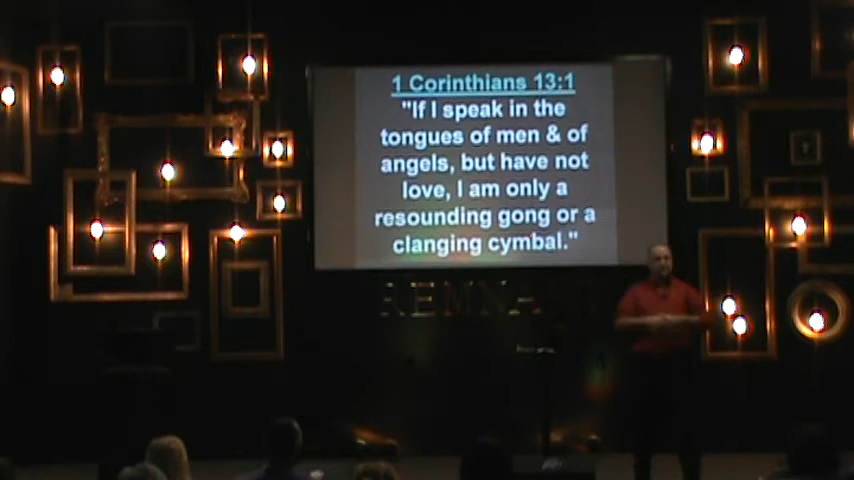 1 Corinthians 13:1
"If I speak in the
tongues of men & of
angels, but have not
love, I am only a
resounding gong or a
clanging cymbal."
REMNA